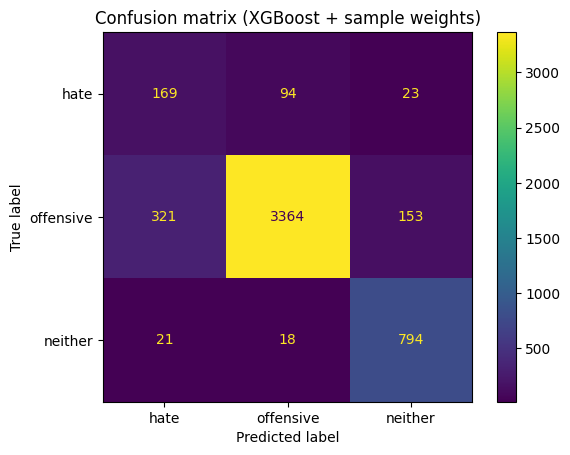 Confusion matrix (XGBoost + sample weights)
hate
169 94 23
offensive
321 3364 153
neither
21 18 794
hate offensive neither
Predicted label
True label
3000
2500
2000
1500
1000
500